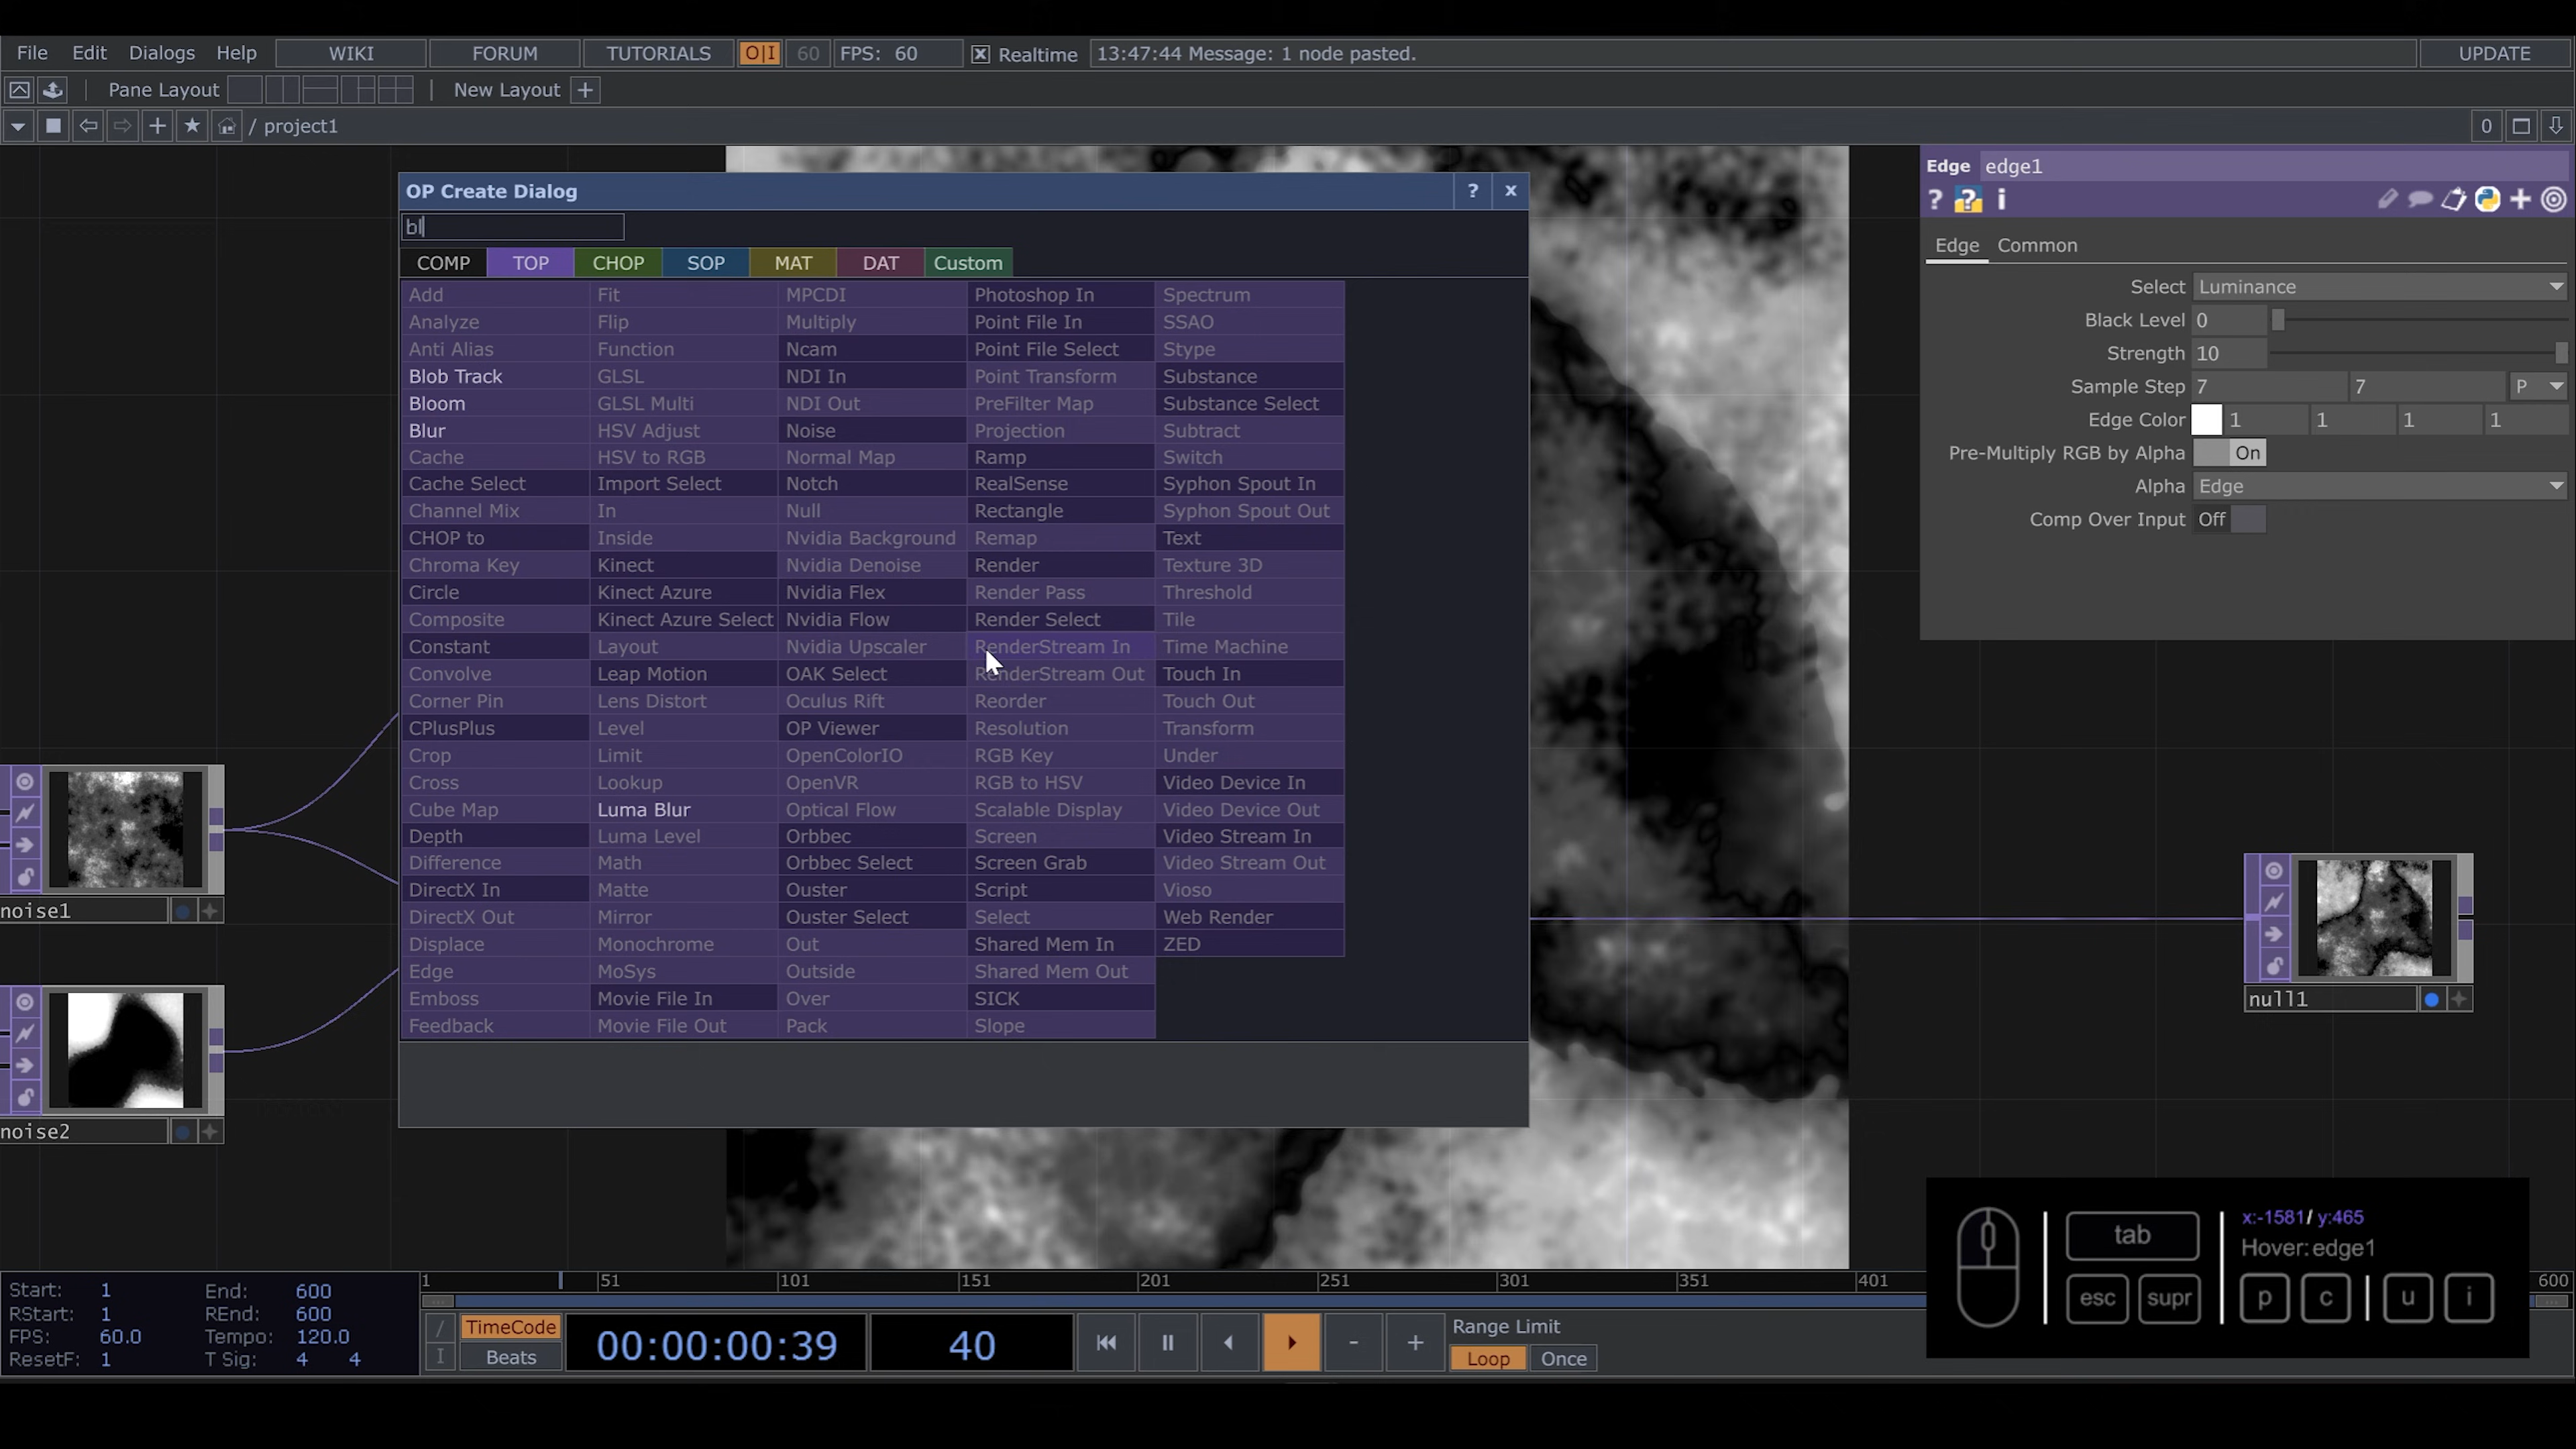 File Edit Dialogs Help WIKI FORUM TUTORIALS O|I 60 FPS: 60 Realtime 13:47:44 Message: 1 node pasted. UPDATE
Pane Layout New Layout +
/ project1 0
Edge edge1
OP Create Dialog ? x
? ? i
bl
Edge Common
COMP TOP CHOP SOP MAT DAT Custom
Select Luminance
Black Level 0
Strength 10
Sample Step 7 7 P
Edge Color 1 1 1 1
Pre-Multiply RGB by Alpha On
Alpha Edge
Comp Over Input Off
Add Fit MPCDI Photoshop In Spectrum
Analyze Flip Multiply Point File In SSAO
Anti Alias Function Ncam Point File Select Stype
Blob Track GLSL NDI In Point Transform Substance
Bloom GLSL Multi NDI Out PreFilter Map Substance Select
Blur HSV Adjust Noise Projection Subtract
Cache HSV to RGB Normal Map Ramp Switch
Cache Select Import Select Notch RealSense Syphon Spout In
Channel Mix In Null Rectangle Syphon Spout Out
CHOP to Inside Nvidia Background Remap Text
Chroma Key Kinect Nvidia Denoise Render Texture 3D
Circle Kinect Azure Nvidia Flex Render Pass Threshold
Composite Kinect Azure Select Nvidia Flow Render Select Tile
Constant Layout Nvidia Upscaler RenderStream In Time Machine
Convolve Leap Motion OAK Select RenderStream Out Touch In
Corner Pin Lens Distort Oculus Rift Reorder Touch Out
CPlusPlus Level OP Viewer Resolution Transform
Crop Limit OpenColorIO RGB Key Under
Cross Lookup OpenVR RGB to HSV Video Device In
Cube Map Luma Blur Optical Flow Scalable Display Video Device Out
Depth Luma Level Orbbec Screen Video Stream In
Difference Math Orbbec Select Screen Grab Video Stream Out
DirectX In Matte Ouster Script Vioso
DirectX Out Mirror Ouster Select Select Web Render
Displace Monochrome Out Shared Mem In ZED
Edge MoSys Outside Shared Mem Out
Emboss Movie File In Over SICK
Feedback Movie File Out Pack Slope
noise1
noise2
null1
tab x:-1581/ y:465
Hover: edge1
esc supr p c u i
1 51 101 151 201 251 301 351 401 600
Start: 1 End: 600
RStart: 1 REnd: 600
FPS: 60.0 Tempo: 120.0
ResetF: 1 T Sig: 4 4
/ TimeCode
I Beats
00:00:00:39 40 - +
Range Limit
Loop Once